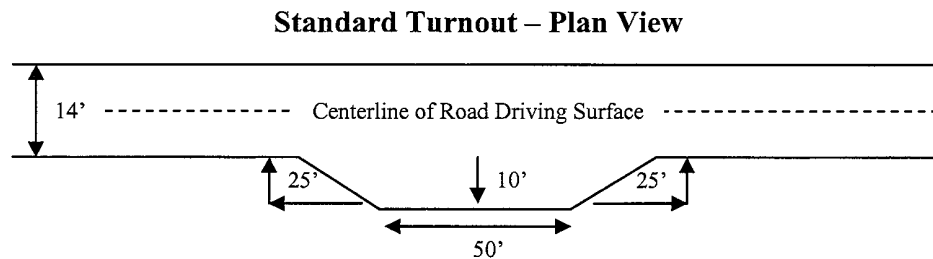 Standard Turnout – Plan View
14’
Centerline of Road Driving Surface
25’
10’
25’
50’